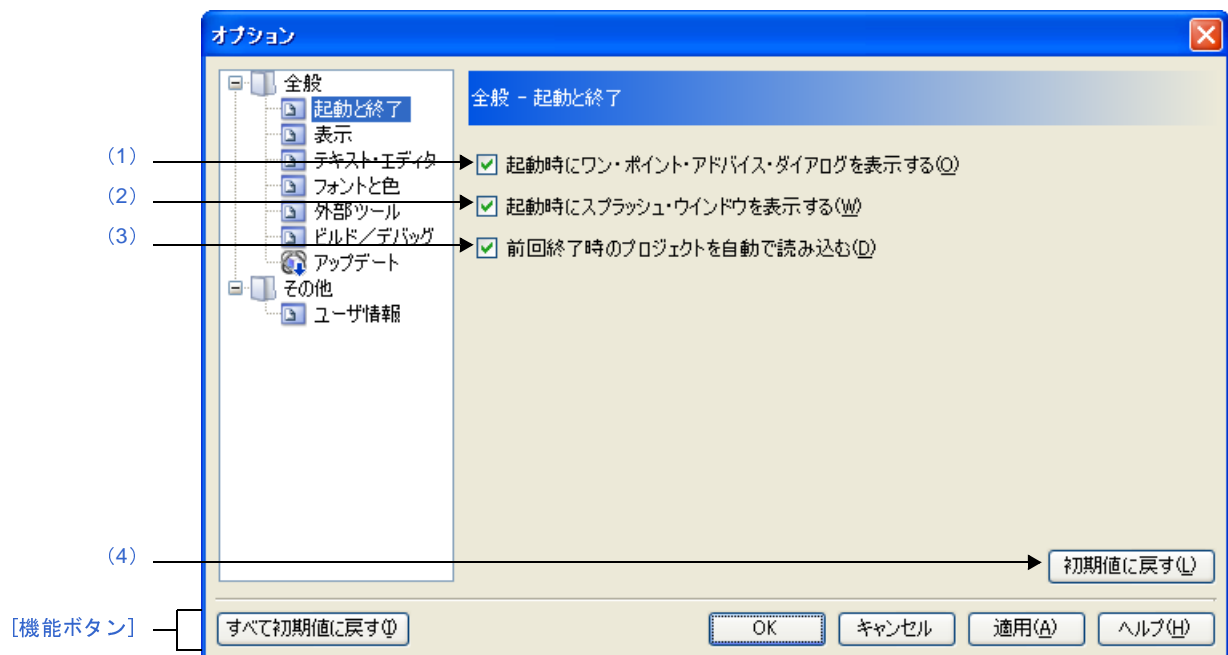 オプション
全般
起動と終了
表示
テキスト・エディタ
フォントと色
外部ツール
ビルド／デバッグ
アップデート
その他
ユーザ情報
全般 - 起動と終了
(1)
起動時にワン・ポイント・アドバイス・ダイアログを表示する(O)
(2)
起動時にスプラッシュ・ウインドウを表示する(W)
(3)
前回終了時のプロジェクトを自動で読み込む(D)
(4)
初期値に戻す(L)
[機能ボタン]
すべて初期値に戻す(I)
OK
キャンセル
適用(A)
ヘルプ(H)